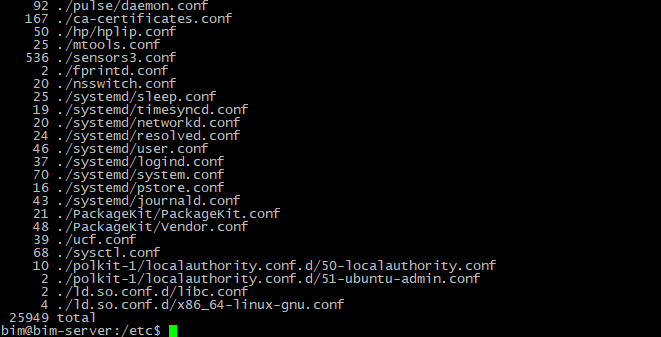 92 ./pulse/daemon.conf
167 ./ca-certificates.conf
50 ./hp/hplip.conf
25 ./mtools.conf
536 ./sensors3.conf
2 ./fprintd.conf
20 ./nsswitch.conf
25 ./systemd/sleep.conf
19 ./systemd/timesyncd.conf
20 ./systemd/networkd.conf
24 ./systemd/resolved.conf
46 ./systemd/user.conf
37 ./systemd/logind.conf
70 ./systemd/system.conf
16 ./systemd/pstore.conf
43 ./systemd/journald.conf
21 ./PackageKit/PackageKit.conf
48 ./PackageKit/Vendor.conf
39 ./ucf.conf
68 ./sysctl.conf
10 ./polkit-1/localauthority.conf.d/50-localauthority.conf
2 ./polkit-1/localauthority.conf.d/51-ubuntu-admin.conf
2 ./ld.so.conf.d/libc.conf
4 ./ld.so.conf.d/x86_64-linux-gnu.conf
25949 total
bim@bim-server:/etc$